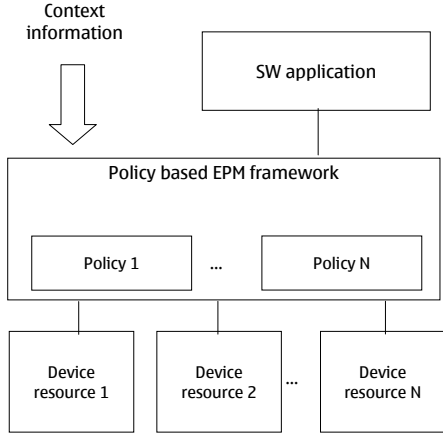 Context
information
SW application
Policy based EPM framework
Policy 1
...
Policy N
Device
resource 1
Device
resource 2
...
Device
resource N